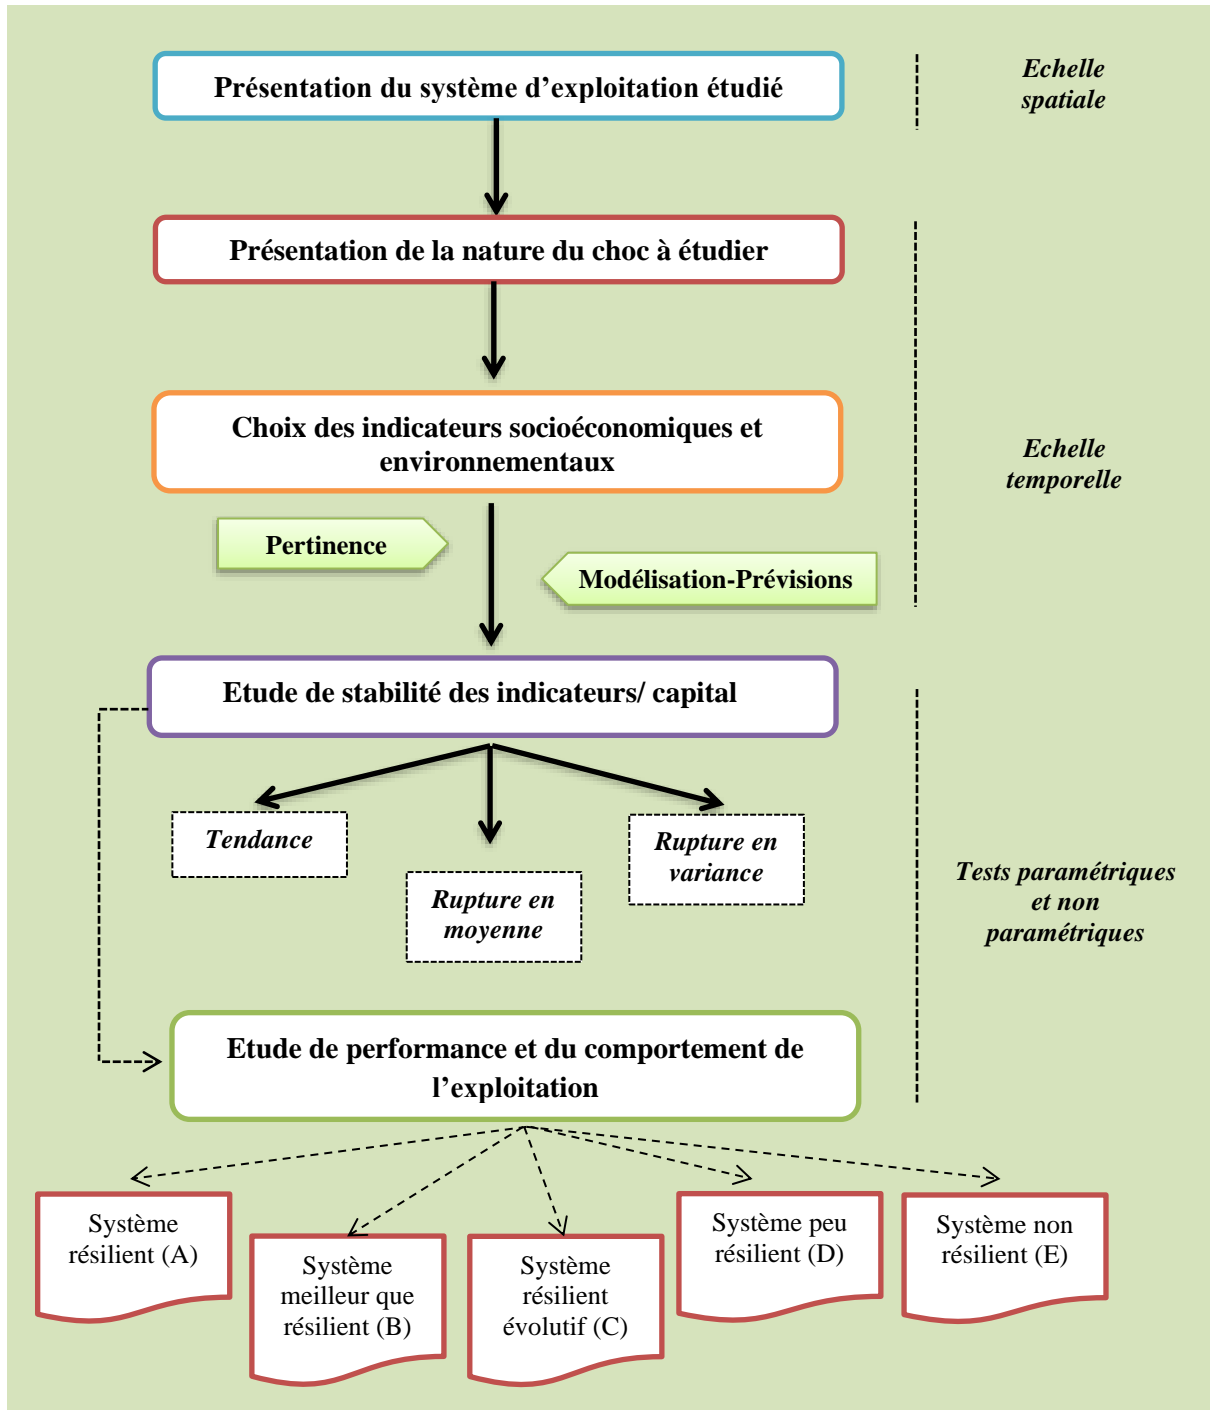 Présentation du système d’exploitation étudié
Echelle
spatiale
Présentation de la nature du choc à étudier
Choix des indicateurs socioéconomiques et
environnementaux
Echelle
temporelle
Pertinence
Modélisation-Prévisions
Etude de stabilité des indicateurs/ capital
Tendance
Rupture en
moyenne
Rupture en
variance
Tests paramétriques
et non
paramétriques
Etude de performance et du comportement de
l’exploitation
Système
résilient (A)
Système
meilleur que
résilient (B)
Système
résilient
évolutif (C)
Système peu
résilient (D)
Système non
résilient (E)